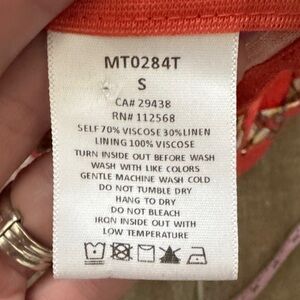 MT0284T
S
CA# 29438
RN# 112568
SELF 70% VISCOSE 30% LINEN
LINING 100% VISCOSE
TURN INSIDE OUT BEFORE WASH
WASH WITH LIKE COLORS
GENTLE MACHINE WASH COLD
DO NOT TUMBLE DRY
HANG TO DRY
DO NOT BLEACH
IRON INSIDE OUT WITH
LOW TEMPERATURE